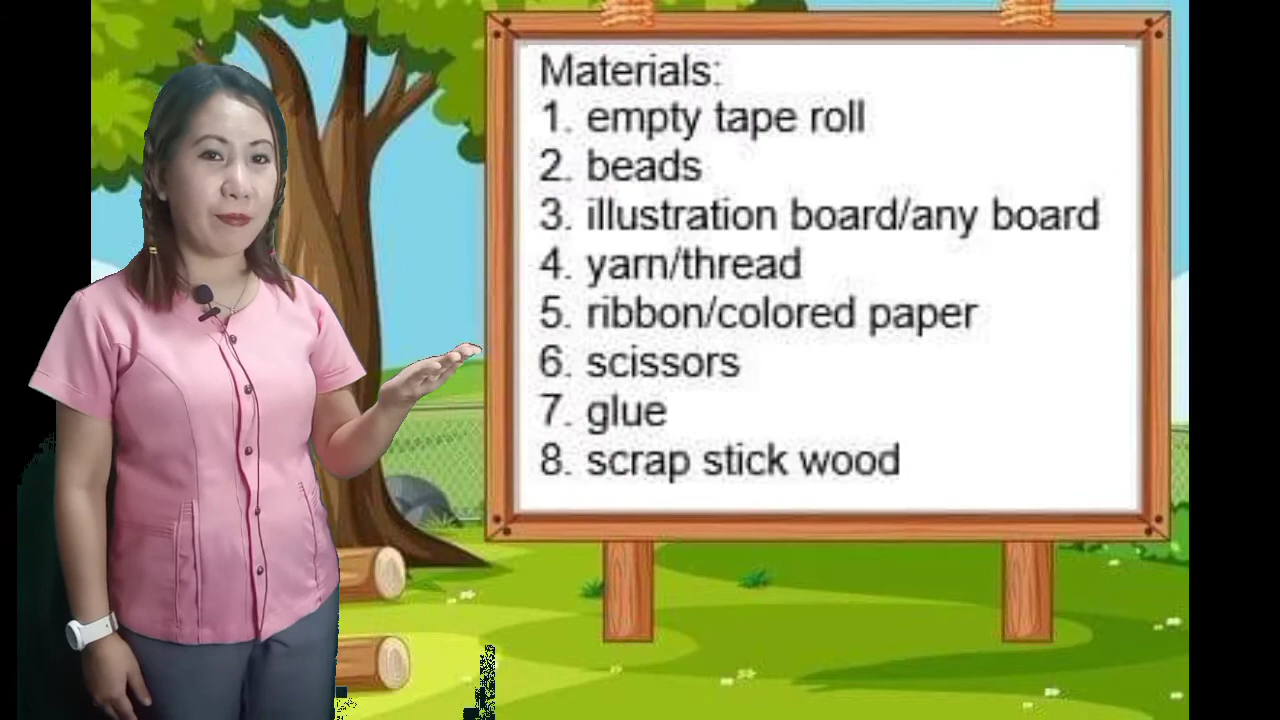 Materials:
1. empty tape roll
2. beads
3. illustration board/any board
4. yarn/thread
5. ribbon/colored paper
6. scissors
7. glue
8. scrap stick wood